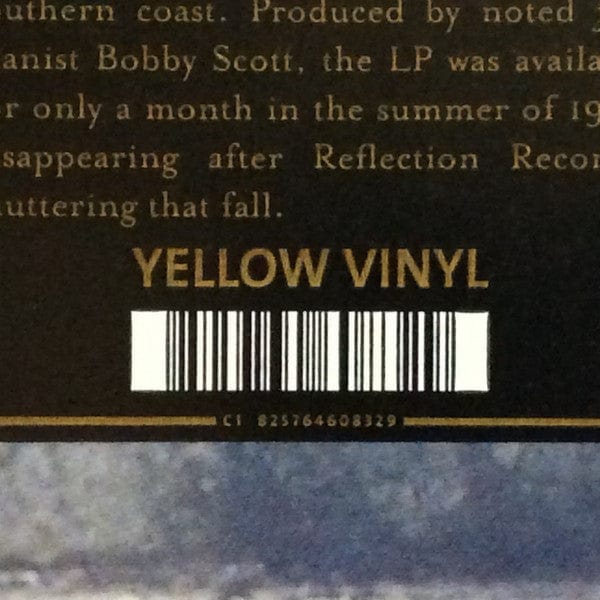 uthern coast. Produced by noted
anist Bobby Scott, the LP was availa
r only a month in the summer of 19
sappearing after Reflection Recor
uttering that fall.
YELLOW VINYL
C1 825764608329